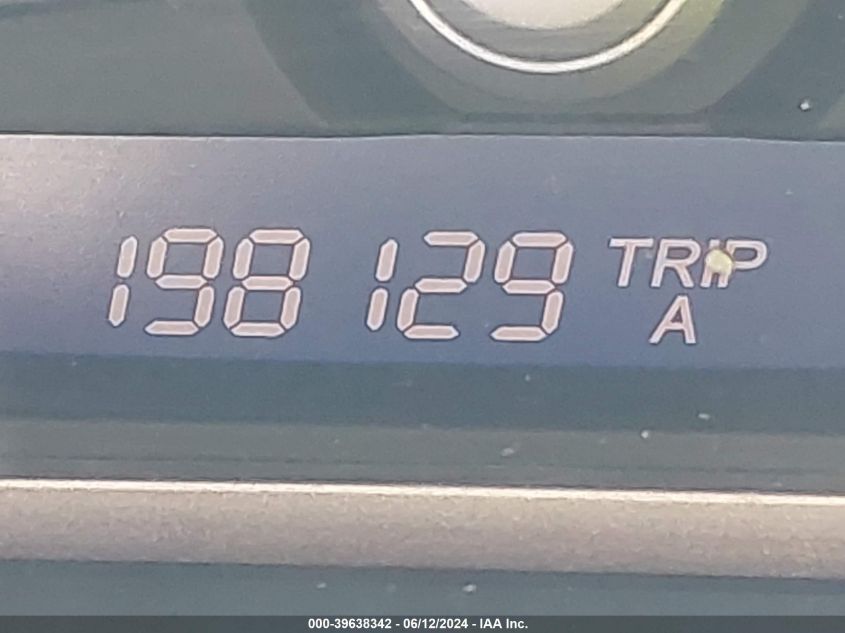 198 129 TRIP
A
000-39638342 - 06/12/2024 - IAA Inc.